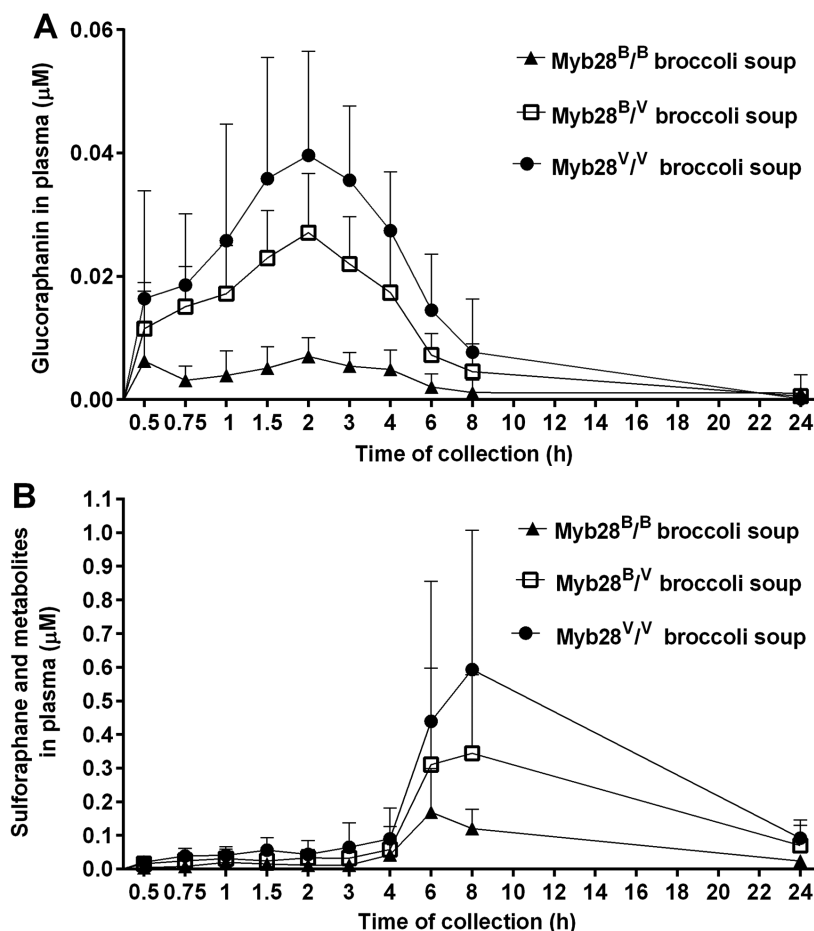 A
Glucoraphanin in plasma (µM)
0.06
0.04
0.02
0.00
Myb28B/B broccoli soup
Myb28B/V broccoli soup
Myb28V/V broccoli soup
0.5 0.75 1 1.5 2 3 4 6 8 10 12 14 16 18 20 22 24
Time of collection (h)
B
Sulforaphane and metabolites
in plasma (µM)
1.1
1.0
0.9
0.8
0.7
0.6
0.5
0.4
0.3
0.2
0.1
0.0
Myb28B/B broccoli soup
Myb28B/V broccoli soup
Myb28V/V broccoli soup
0.5 0.75 1 1.5 2 3 4 6 8 10 12 14 16 18 20 22 24
Time of collection (h)